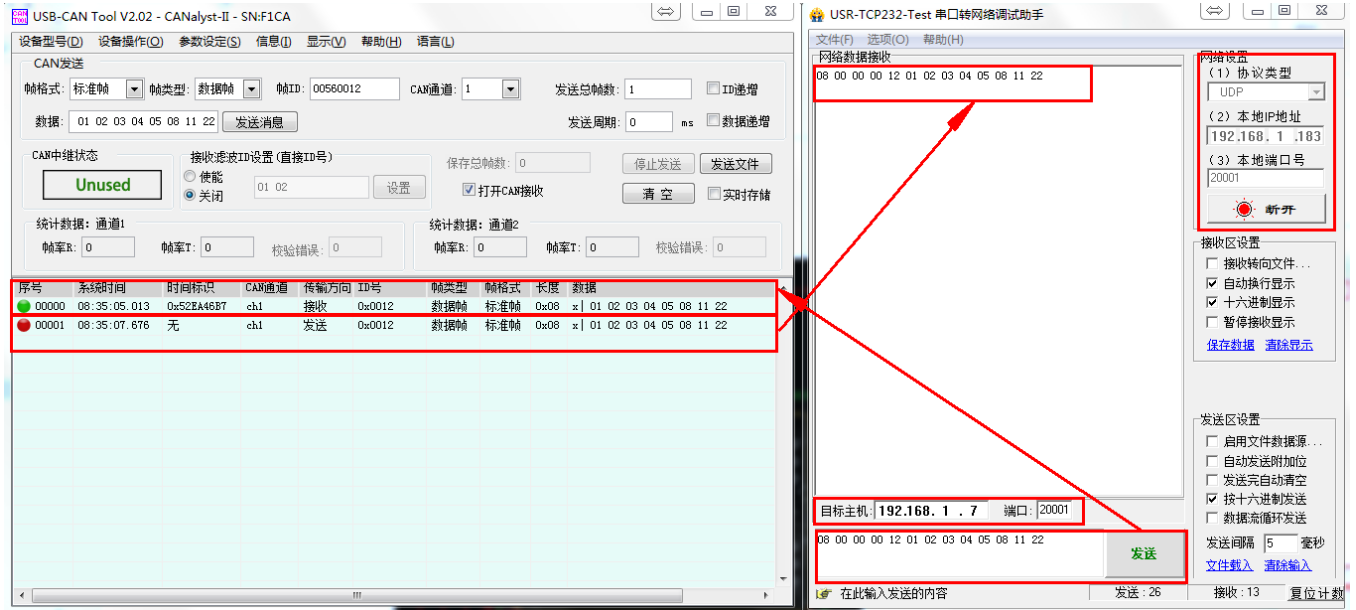 USB-CAN Tool V2.02 - CANalyst-II - SN:F1CA
设备型号(D) 设备操作(O) 参数设定(S) 信息(I) 显示(V) 帮助(H) 语言(L)
CAN发送
帧格式: 标准帧 帧类型: 数据帧 帧ID: 00560012 CAN通道: 1 发送总帧数: 1 ID递增
数据: 01 02 03 04 05 08 11 22 发送消息 发送周期: 0 ms 数据递增
CAN中继状态
Unused
接收滤波ID设置(直接ID号)
使能
关闭
01 02 设置
保存总帧数: 0 停止发送 发送文件
打开CAN接收 清空 实时存储
统计数据: 通道1
帧率R: 0 帧率T: 0 校验错误: 0
统计数据: 通道2
帧率R: 0 帧率T: 0 校验错误: 0
序号 系统时间 时间标识 CAN通道 传输方向 ID号 帧类型 帧格式 长度 数据
00000 08:35:05.013 0x52EA46B7 ch1 接收 0x0012 数据帧 标准帧 0x08 x| 01 02 03 04 05 08 11 22
00001 08:35:07.676 无 ch1 发送 0x0012 数据帧 标准帧 0x08 x| 01 02 03 04 05 08 11 22
USR-TCP232-Test 串口转网络调试助手
文件(F) 选项(O) 帮助(H)
网络数据接收
08 00 00 00 12 01 02 03 04 05 08 11 22
目标主机: 192.168. 1 . 7 端口: 20001
08 00 00 00 12 01 02 03 04 05 08 11 22
发送
在此输入发送的内容 发送:26 接收:13 复位计数
网络设置
(1) 协议类型
UDP
(2) 本地IP地址
192.168. 1 .183
(3) 本地端口号
20001
断开
接收区设置
接收转向文件...
自动换行显示
十六进制显示
暂停接收显示
保存数据 清除显示
发送区设置
启用文件数据源...
自动发送附加位
发送完自动清空
按十六进制发送
数据流循环发送
发送间隔 5 毫秒
文件载入 清除输入